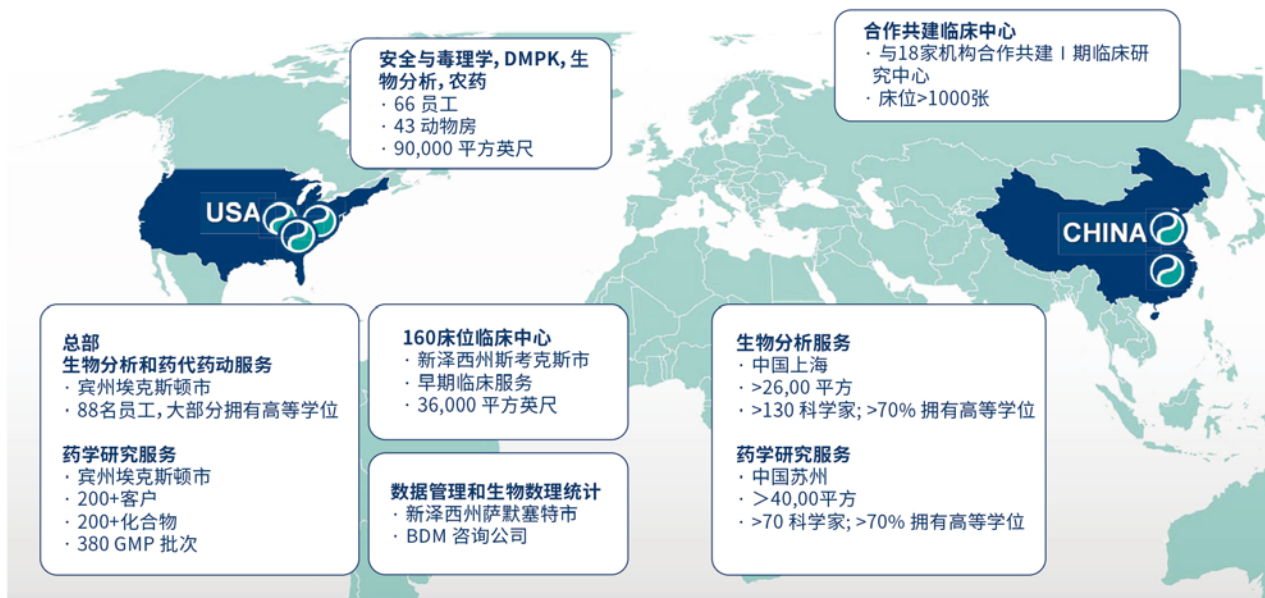 安全与毒理学, DMPK, 生
物分析, 农药
· 66 员工
· 43 动物房
· 90,000 平方英尺
合作共建临床中心
· 与18家机构合作共建Ⅰ期临床研
究中心
· 床位>1000张
USA
CHINA
总部
生物分析和药代药动服务
· 宾州埃克斯顿市
· 88名员工, 大部分拥有高等学位
药学研究服务
· 宾州埃克斯顿市
· 200+客户
· 200+化合物
· 380 GMP 批次
160床位临床中心
· 新泽西州斯考克斯市
· 早期临床服务
· 36,000 平方英尺
数据管理和生物数理统计
· 新泽西州萨默塞特市
· BDM 咨询公司
生物分析服务
· 中国上海
· >26,00 平方
· >130 科学家; >70% 拥有高等学位
药学研究服务
· 中国苏州
· ＞40,00平方
· >70 科学家; >70% 拥有高等学位